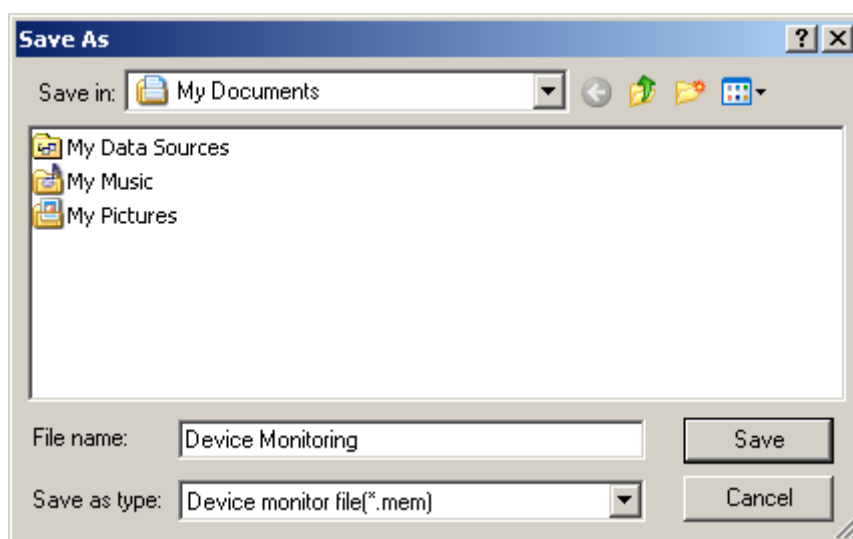 Save As
Save in: My Documents
My Data Sources
My Music
My Pictures
File name: Device Monitoring Save
Save as type: Device monitor file(*.mem) Cancel